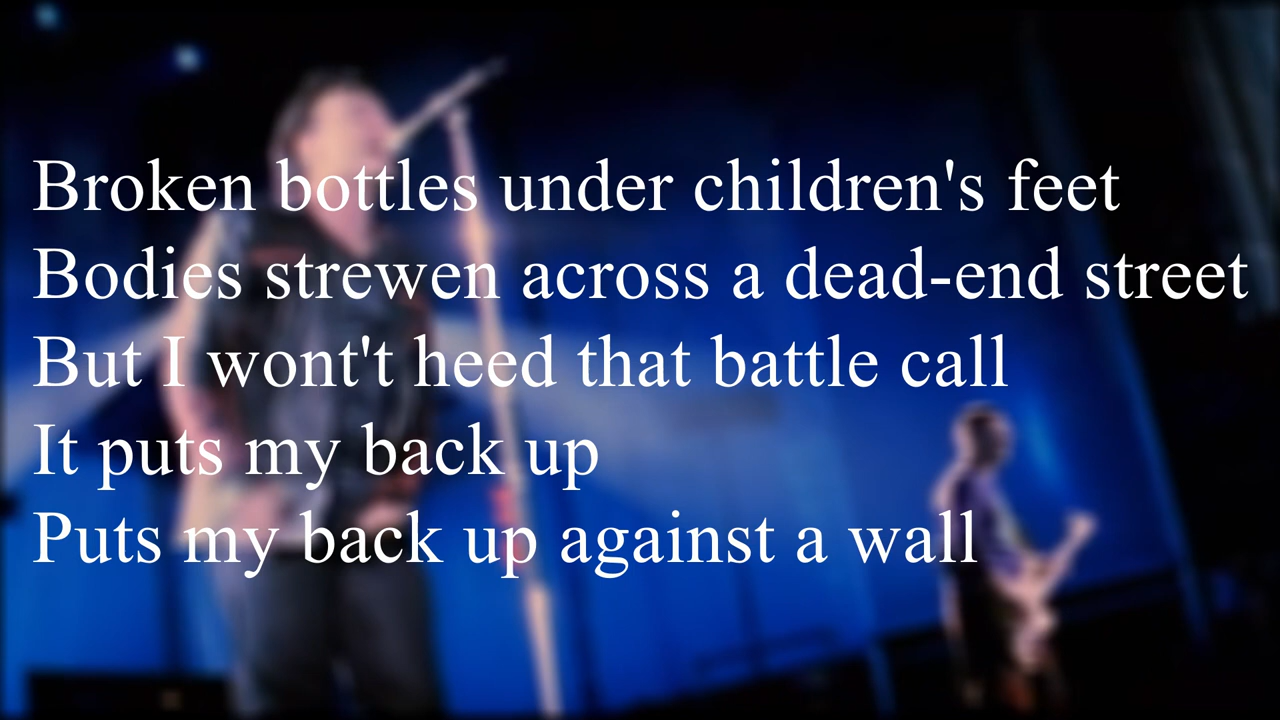 Broken bottles under children's feet
Bodies strewen across a dead-end street
But I wont't heed that battle call
It puts my back up
Puts my back up against a wall